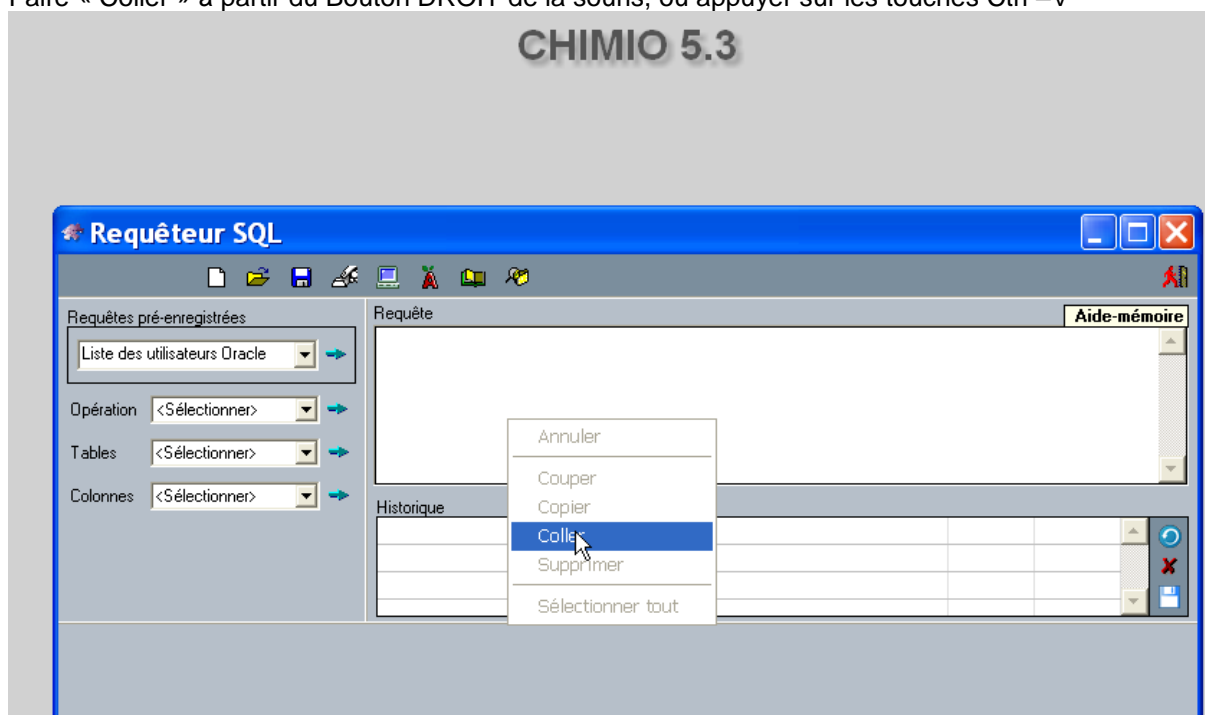 Faire « Coller » à partir du Bouton DROIT de la souris, ou appuyer sur les touches Ctrl –V
CHIMIO 5.3
Requêteur SQL
Requêtes pré-enregistrées
Liste des utilisateurs Oracle
Opération <Sélectionner>
Tables <Sélectionner>
Colonnes <Sélectionner>
Requête
Aide-mémoire
Annuler
Couper
Copier
Coller
Supprimer
Sélectionner tout
Historique